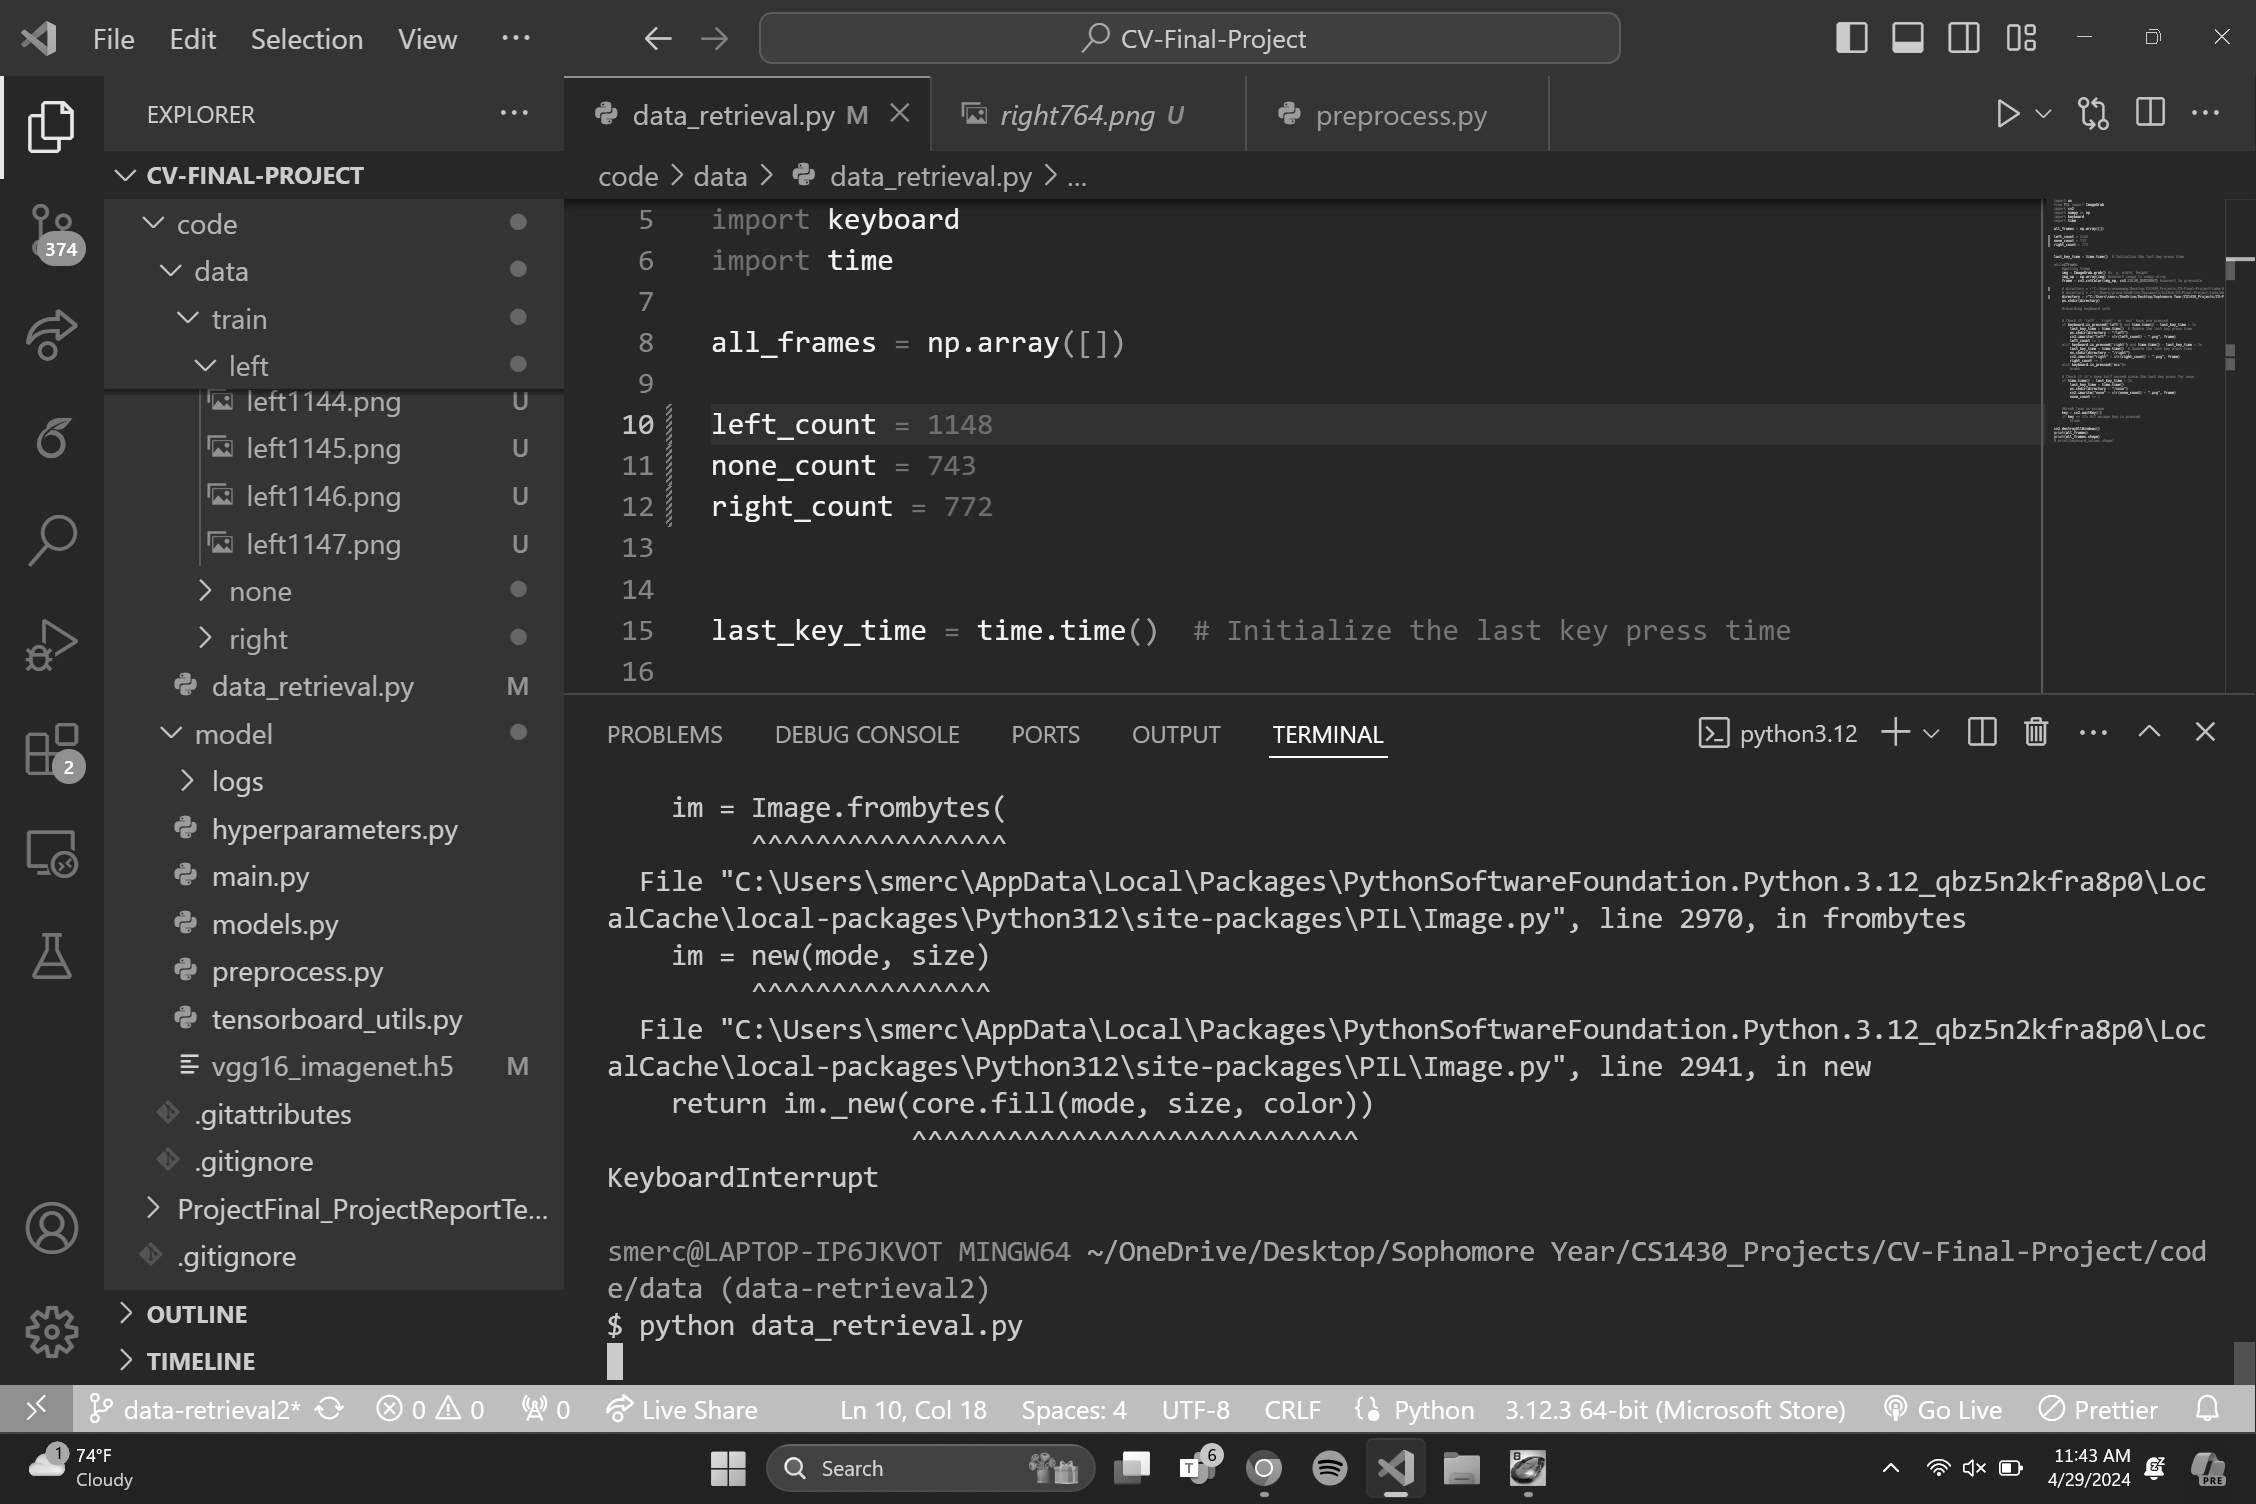 File Edit Selection View ···
CV-Final-Project
EXPLORER ···
CV-FINAL-PROJECT
code
data
train
left
left1144.png U
left1145.png U
left1146.png U
left1147.png U
none
right
data_retrieval.py M
model
logs
hyperparameters.py
main.py
models.py
preprocess.py
tensorboard_utils.py
vgg16_imagenet.h5 M
.gitattributes
.gitignore
ProjectFinal_ProjectReportTe...
.gitignore
OUTLINE
TIMELINE
374
2
data_retrieval.py M
right764.png U
preprocess.py
code > data > data_retrieval.py > ...
5 import keyboard
6 import time
7
8 all_frames = np.array([])
9
10 left_count = 1148
11 none_count = 743
12 right_count = 772
13
14
15 last_key_time = time.time()  # Initialize the last key press time
16
PROBLEMS DEBUG CONSOLE PORTS OUTPUT TERMINAL
python3.12
im = Image.frombytes(
^^^^^^^^^^^^^^^^
File "C:\Users\smerc\AppData\Local\Packages\PythonSoftwareFoundation.Python.3.12_qbz5n2kfra8p0\Loc
alCache\local-packages\Python312\site-packages\PIL\Image.py", line 2970, in frombytes
im = new(mode, size)
^^^^^^^^^^^^^^^
File "C:\Users\smerc\AppData\Local\Packages\PythonSoftwareFoundation.Python.3.12_qbz5n2kfra8p0\Loc
alCache\local-packages\Python312\site-packages\PIL\Image.py", line 2941, in new
return im._new(core.fill(mode, size, color))
^^^^^^^^^^^^^^^^^^^^^^^^^^^^
KeyboardInterrupt
smerc@LAPTOP-IP6JKVOT MINGW64 ~/OneDrive/Desktop/Sophomore Year/CS1430_Projects/CV-Final-Project/cod
e/data (data-retrieval2)
$ python data_retrieval.py
data-retrieval2* 0 0 0 Live Share Ln 10, Col 18 Spaces: 4 UTF-8 CRLF Python 3.12.3 64-bit (Microsoft Store) Go Live Prettier
1
74°F
Cloudy
Search
T
6
8
11:43 AM
4/29/2024
PRE